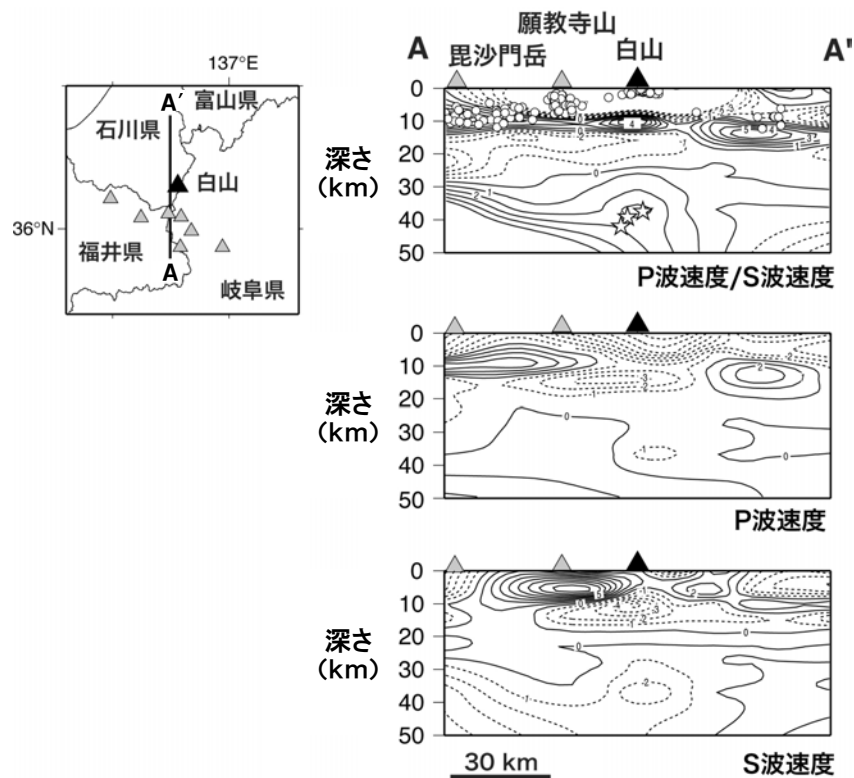 137°E
A'
富山県
石川県
白山
36°N
福井県
A
岐阜県
願教寺山
A
毘沙門岳
白山
A'
0
10
20
30
40
50
深さ
(km)
P波速度/S波速度
0
10
20
30
40
50
深さ
(km)
P波速度
0
10
20
30
40
50
深さ
(km)
S波速度
30 km